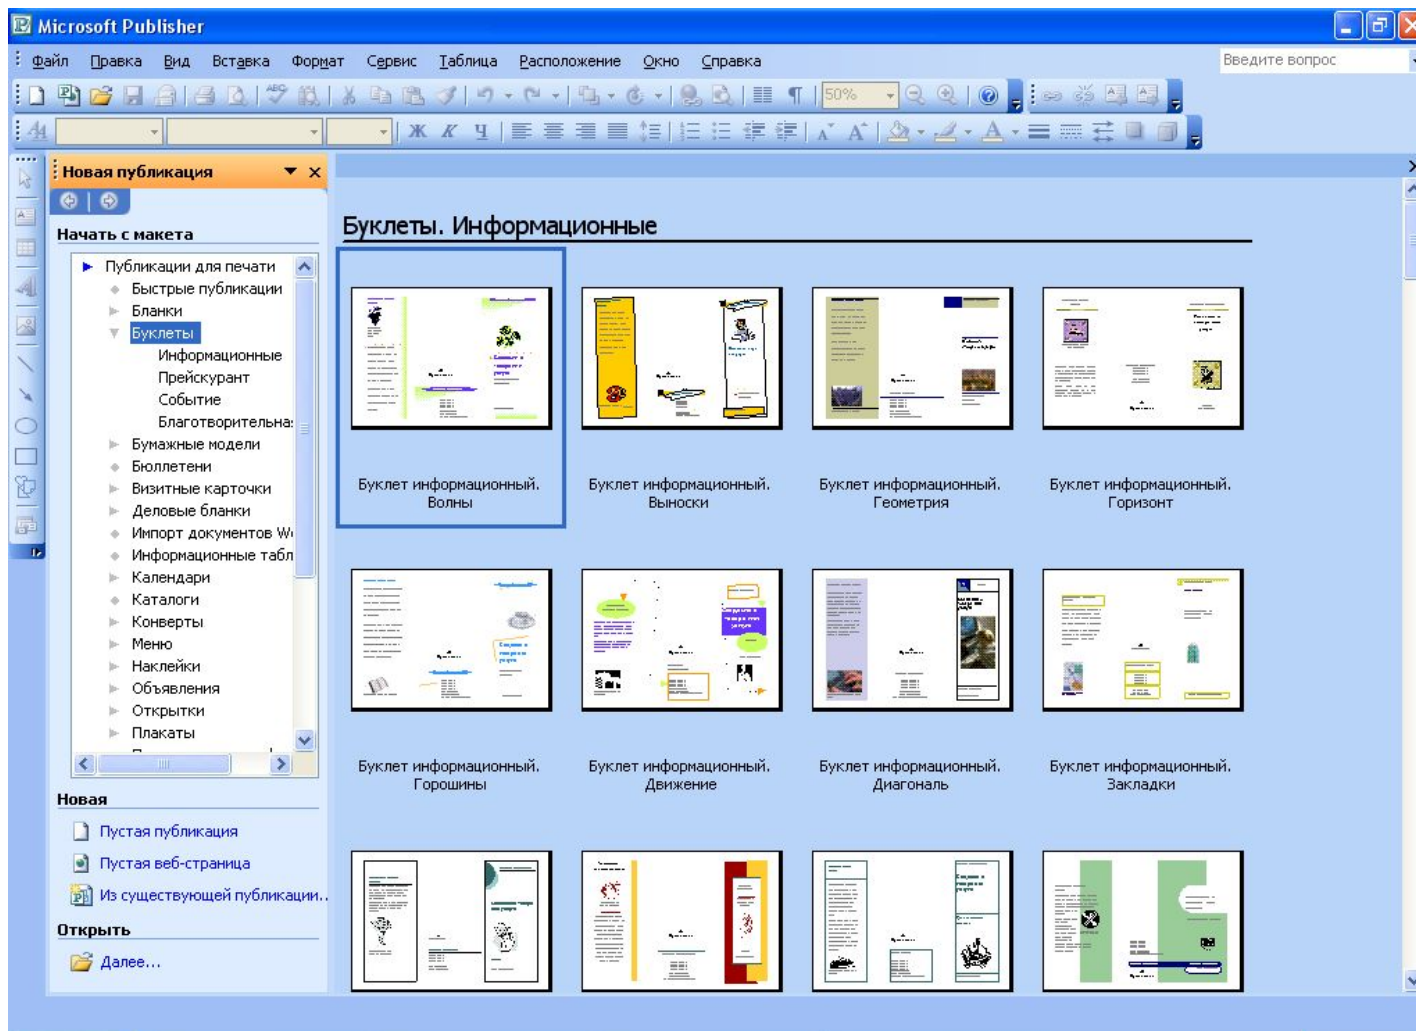 Microsoft Publisher
Файл Правка Вид Вставка Формат Сервис Таблица Расположение Окно Справка
Введите вопрос
50%
Ж К Ч
Новая публикация
Начать с макета
Публикации для печати
Быстрые публикации
Бланки
Буклеты
Информационные
Прейскурант
Событие
Благотворительна
Бумажные модели
Бюллетени
Визитные карточки
Деловые бланки
Импорт документов W
Информационные табл
Календари
Каталоги
Конверты
Меню
Наклейки
Объявления
Открытки
Плакаты
Новая
Пустая публикация
Пустая веб-страница
Из существующей публикации...
Открыть
Далее...
Буклеты. Информационные
Буклет информационный.
Волны
Буклет информационный.
Выноски
Буклет информационный.
Геометрия
Буклет информационный.
Горизонт
Буклет информационный.
Горошины
Буклет информационный.
Движение
Буклет информационный.
Диагональ
Буклет информационный.
Закладки